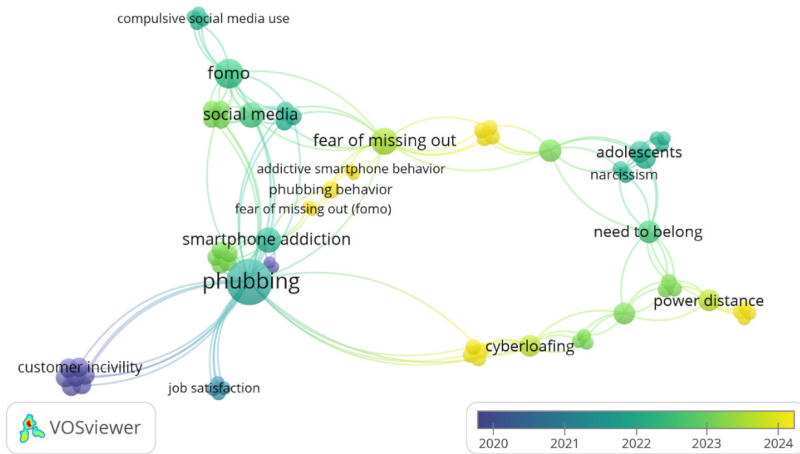 compulsive social media use
fomo
social media
fear of missing out
adolescents
addictive smartphone behavior
narcissism
phubbing behavior
fear of missing out (fomo)
need to belong
smartphone addiction
phubbing
power distance
cyberloafing
customer incivility
job satisfaction
VOSviewer
2020 2021 2022 2023 2024